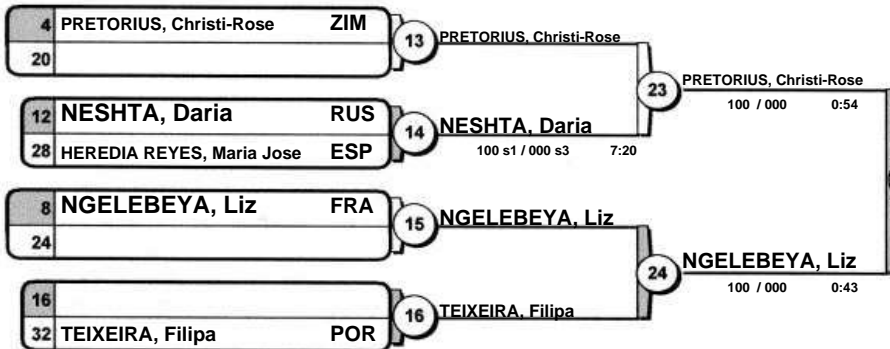 4 PRETORIUS, Christi-Rose ZIM
20
13 PRETORIUS, Christi-Rose
12 NESHTA, Daria RUS
28 HEREDIA REYES, Maria Jose ESP
14 NESHTA, Daria
100 s1 / 000 s3 7:20
23 PRETORIUS, Christi-Rose
100 / 000 0:54
8 NGELEBEYA, Liz FRA
24
15 NGELEBEYA, Liz
16
32 TEIXEIRA, Filipa POR
16 TEIXEIRA, Filipa
24 NGELEBEYA, Liz
100 / 000 0:43